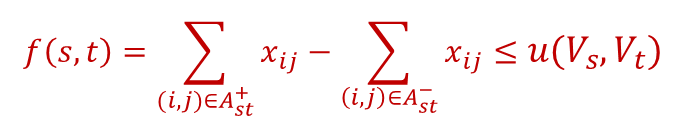 f(s,t) = ∑_{(i,j)∈A_{st}^{+}} x_{ij} − ∑_{(i,j)∈A_{st}^{−}} x_{ij} ≤ u(V_s, V_t)